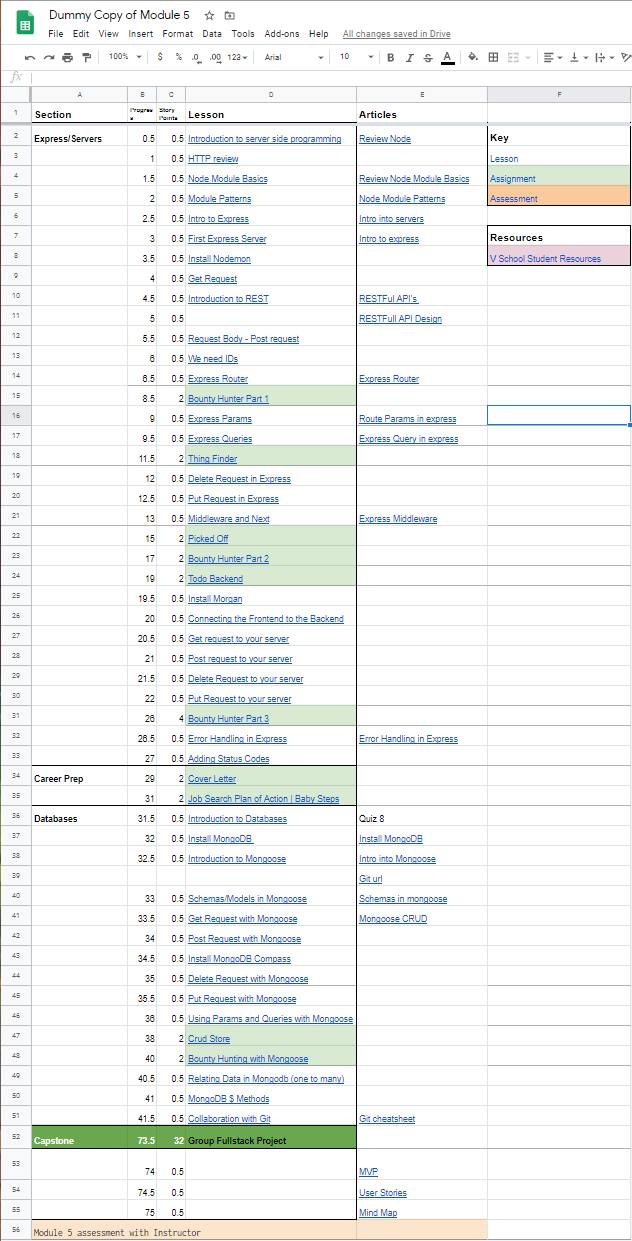 Dummy Copy of Module 5
File Edit View Insert Format Data Tools Add-ons Help All changes saved in Drive
100% $ % .0 .00 123 Arial 10 B I S A
fx
A B C D E F
1 Section Progress Story Points Lesson Articles
2 Express/Servers 0.5 0.5 Introduction to server side programming Review Node Key
3 1 0.5 HTTP review Lesson
4 1.5 0.5 Node Module Basics Review Node Module Basics Assignment
5 2 0.5 Module Patterns Node Module Patterns Assessment
6 2.5 0.5 Intro to Express Intro into servers
7 3 0.5 First Express Server Intro to express Resources
8 3.5 0.5 Install Nodemon V School Student Resources
9 4 0.5 Get Request
10 4.5 0.5 Introduction to REST RESTFul API's
11 5 0.5 RESTFull API Design
12 5.5 0.5 Request Body - Post request
13 6 0.5 We need IDs
14 6.5 0.5 Express Router Express Router
15 8.5 2 Bounty Hunter Part 1
16 9 0.5 Express Params Route Params in express
17 9.5 0.5 Express Queries Express Query in express
18 11.5 2 Thing Finder
19 12 0.5 Delete Request in Express
20 12.5 0.5 Put Request in Express
21 13 0.5 Middleware and Next Express Middleware
22 15 2 Picked Off
23 17 2 Bounty Hunter Part 2
24 19 2 Todo Backend
25 19.5 0.5 Install Morgan
26 20 0.5 Connecting the Frontend to the Backend
27 20.5 0.5 Get request to your server
28 21 0.5 Post request to your server
29 21.5 0.5 Delete Request to your server
30 22 0.5 Put Request to your server
31 26 4 Bounty Hunter Part 3
32 26.5 0.5 Error Handling in Express Error Handling in Express
33 27 0.5 Adding Status Codes
34 Career Prep 29 2 Cover Letter
35 31 2 Job Search Plan of Action | Baby Steps
36 Databases 31.5 0.5 Introduction to Databases Quiz 8
37 32 0.5 Install MongoDB Install MongoDB
38 32.5 0.5 Introduction to Mongoose Intro into Mongoose
39 Git url
40 33 0.5 Schemas/Models in Mongoose Schemas in mongoose
41 33.5 0.5 Get Request with Mongoose Mongoose CRUD
42 34 0.5 Post Request with Mongoose
43 34.5 0.5 Install MongoDB Compass
44 35 0.5 Delete Request with Mongoose
45 35.5 0.5 Put Request with Mongoose
46 36 0.5 Using Params and Queries with Mongoose
47 38 2 Crud Store
48 40 2 Bounty Hunting with Mongoose
49 40.5 0.5 Relating Data in Mongodb (one to many)
50 41 0.5 MongoDB $ Methods
51 41.5 0.5 Collaboration with Git Git cheatsheet
52 Capstone 73.5 32 Group Fullstack Project
53 74 0.5 MVP
54 74.5 0.5 User Stories
55 75 0.5 Mind Map
56 Module 5 assessment with Instructor